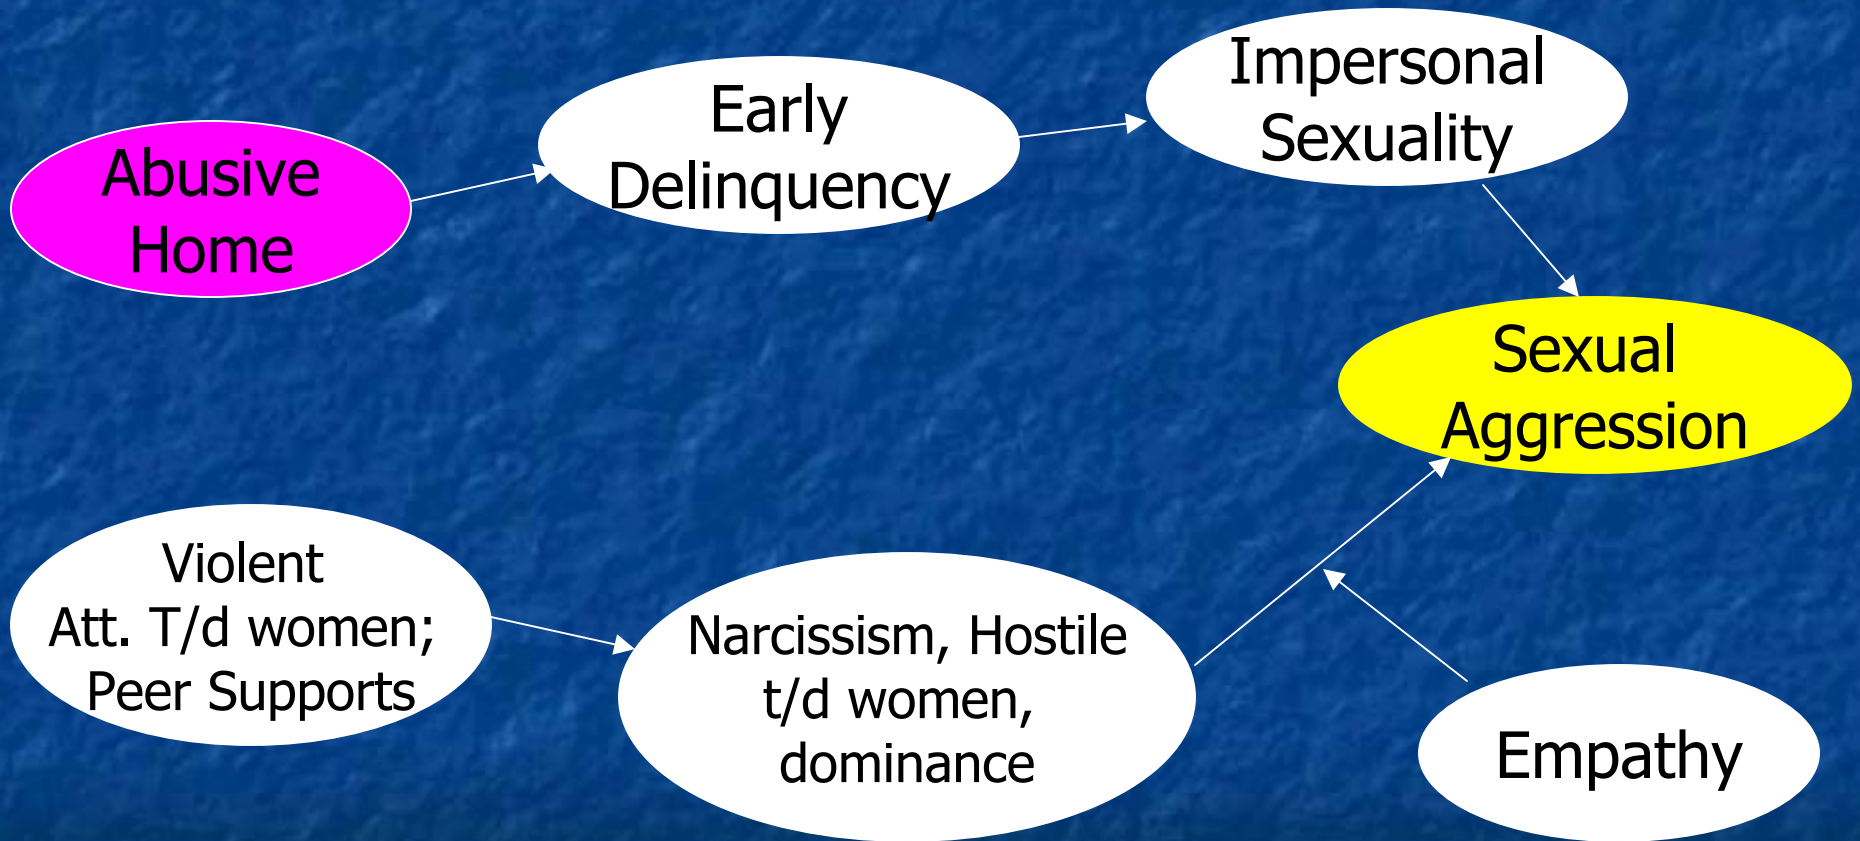 Abusive
Home
Early
Delinquency
Impersonal
Sexuality
Sexual
Aggression
Violent
Att. T/d women;
Peer Supports
Narcissism, Hostile
t/d women,
dominance
Empathy